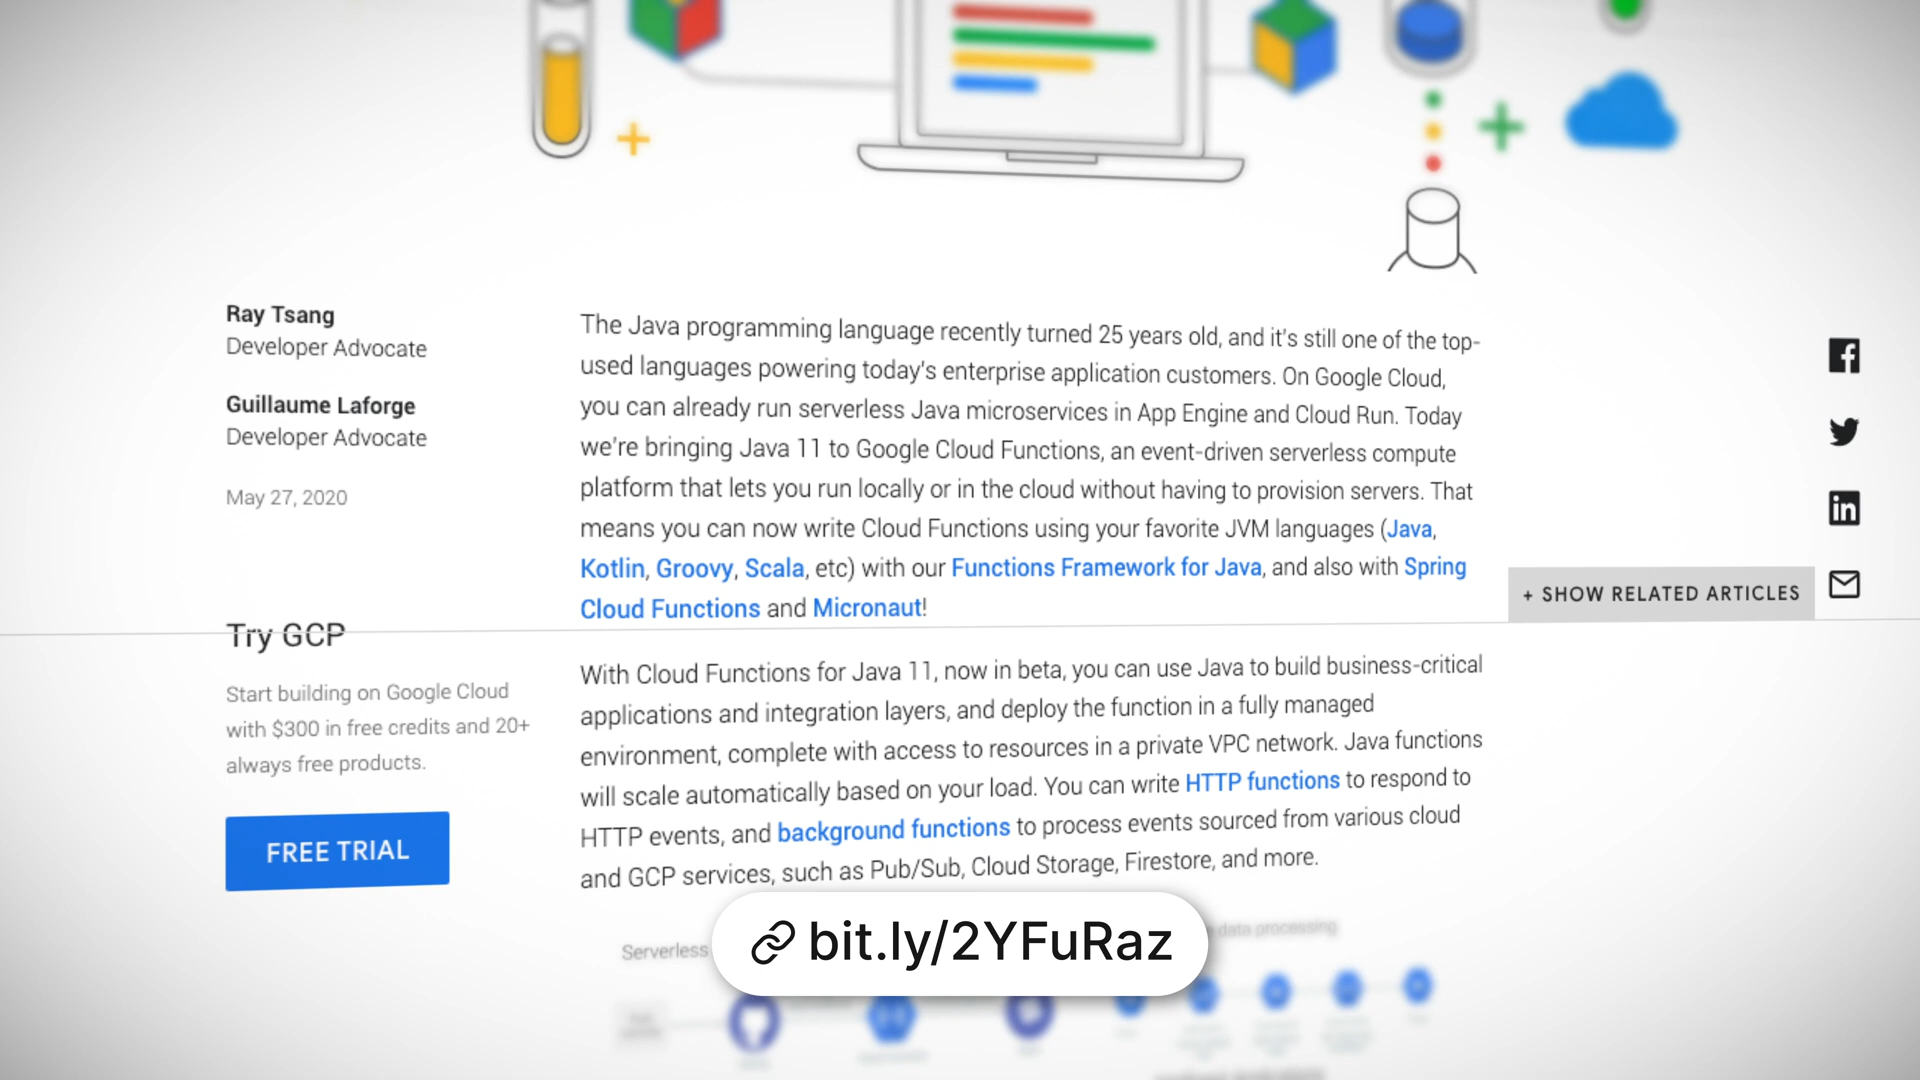 Ray Tsang
Developer Advocate
Guillaume Laforge
Developer Advocate
May 27, 2020
The Java programming language recently turned 25 years old, and it's still one of the top-
used languages powering today's enterprise application customers. On Google Cloud,
you can already run serverless Java microservices in App Engine and Cloud Run. Today
we're bringing Java 11 to Google Cloud Functions, an event-driven serverless compute
platform that lets you run locally or in the cloud without having to provision servers. That
means you can now write Cloud Functions using your favorite JVM languages (Java,
Kotlin, Groovy, Scala, etc) with our Functions Framework for Java, and also with Spring
Cloud Functions and Micronaut!
+ SHOW RELATED ARTICLES
Try GCP
Start building on Google Cloud
with $300 in free credits and 20+
always free products.
FREE TRIAL
With Cloud Functions for Java 11, now in beta, you can use Java to build business-critical
applications and integration layers, and deploy the function in a fully managed
environment, complete with access to resources in a private VPC network. Java functions
will scale automatically based on your load. You can write HTTP functions to respond to
HTTP events, and background functions to process events sourced from various cloud
and GCP services, such as Pub/Sub, Cloud Storage, Firestore, and more.
Serverless
data processing
bit.ly/2YFuRaz